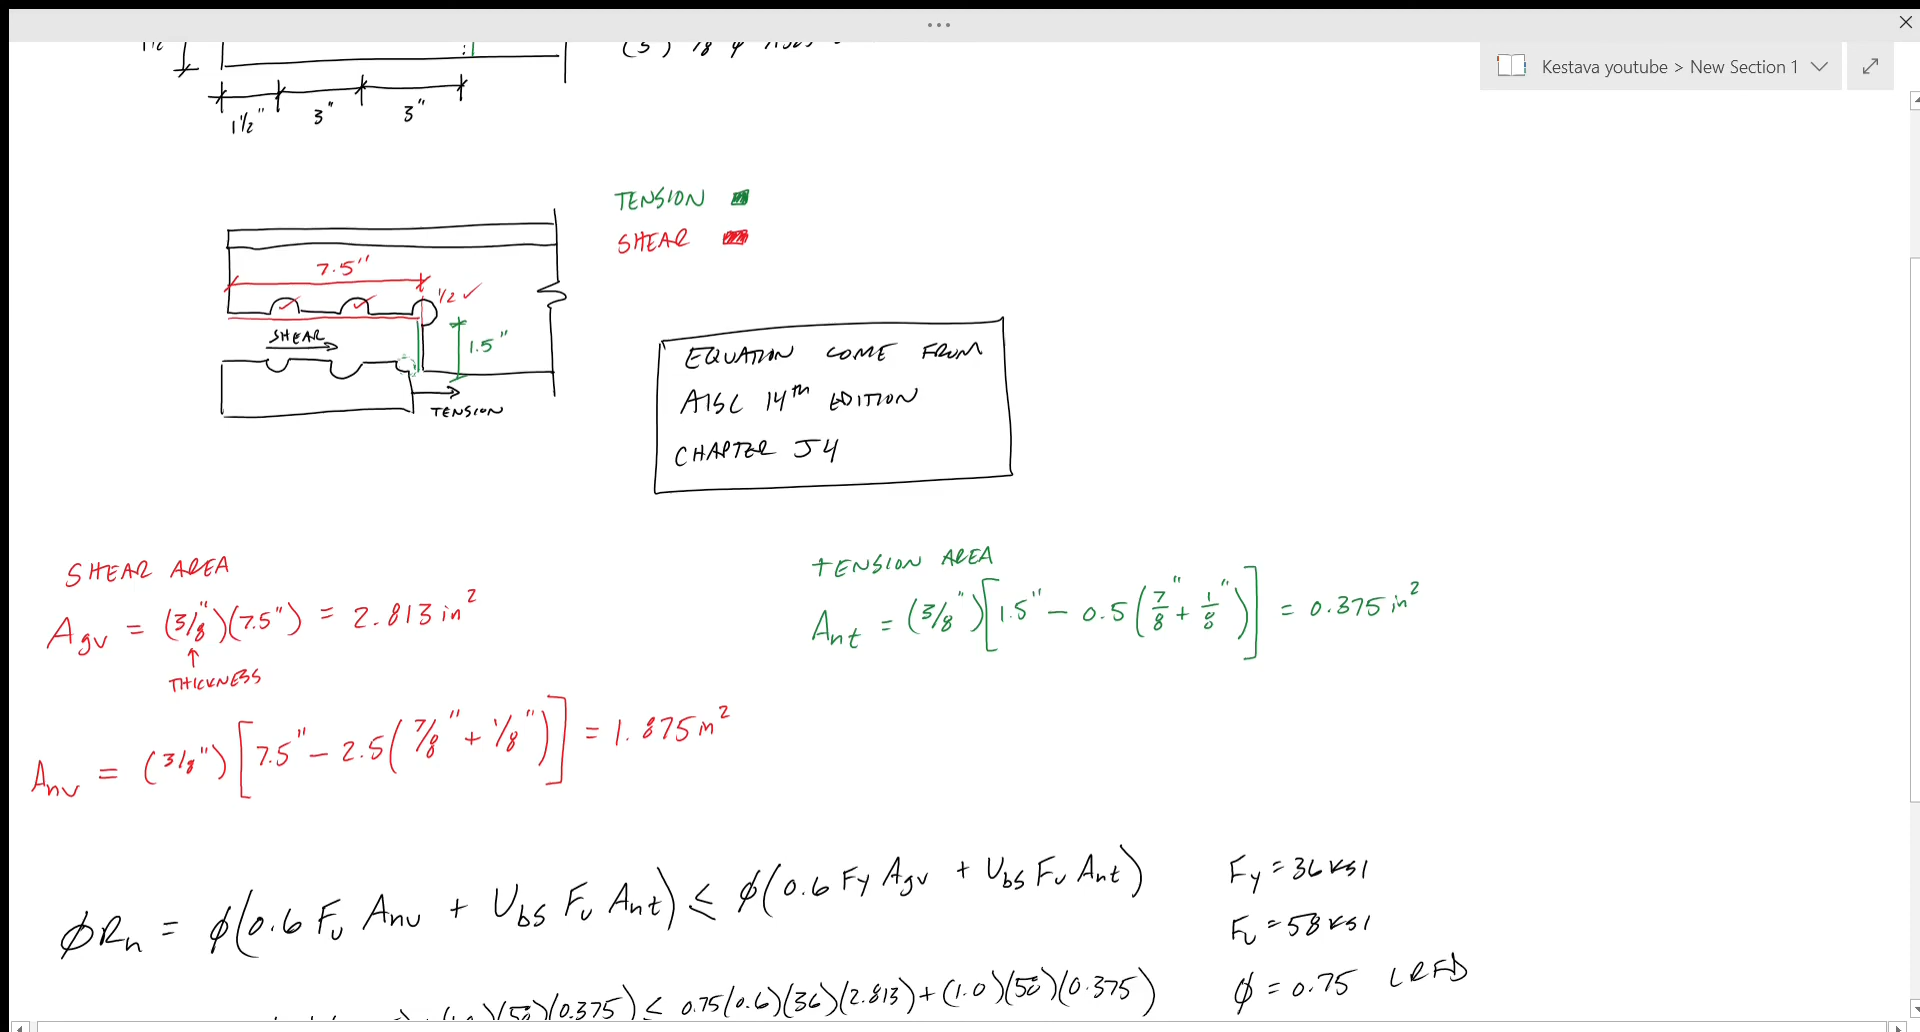 1½
(3) 7/8 ϕ
Kestava youtube > New Section 1
1½" 3" 3"
TENSION
SHEAR
7.5"
1/2 ✓
SHEAR
1.5"
TENSION
EQUATION COME FROM
AISC 14th EDITION
CHAPTER J4
SHEAR AREA
Agv = (3/8")(7.5") = 2.813 in²
↑
THICKNESS
Anv = (3/8")[7.5" - 2.5(7/8" + 1/8")] = 1.875 in²
TENSION AREA
Ant = (3/8")[1.5" - 0.5(7/8" + 1/8")] = 0.375 in²
ϕRn = ϕ(0.6 Fu Anv + Ubs Fu Ant) ≤ ϕ(0.6 Fy Agv + Ubs Fu Ant)
Fy = 36 KSI
Fu = 58 KSI
ϕ = 0.75 LRFD
(0.375) ≤ 0.75(0.6)(36)(2.813)+(1.0)(58)(0.375)